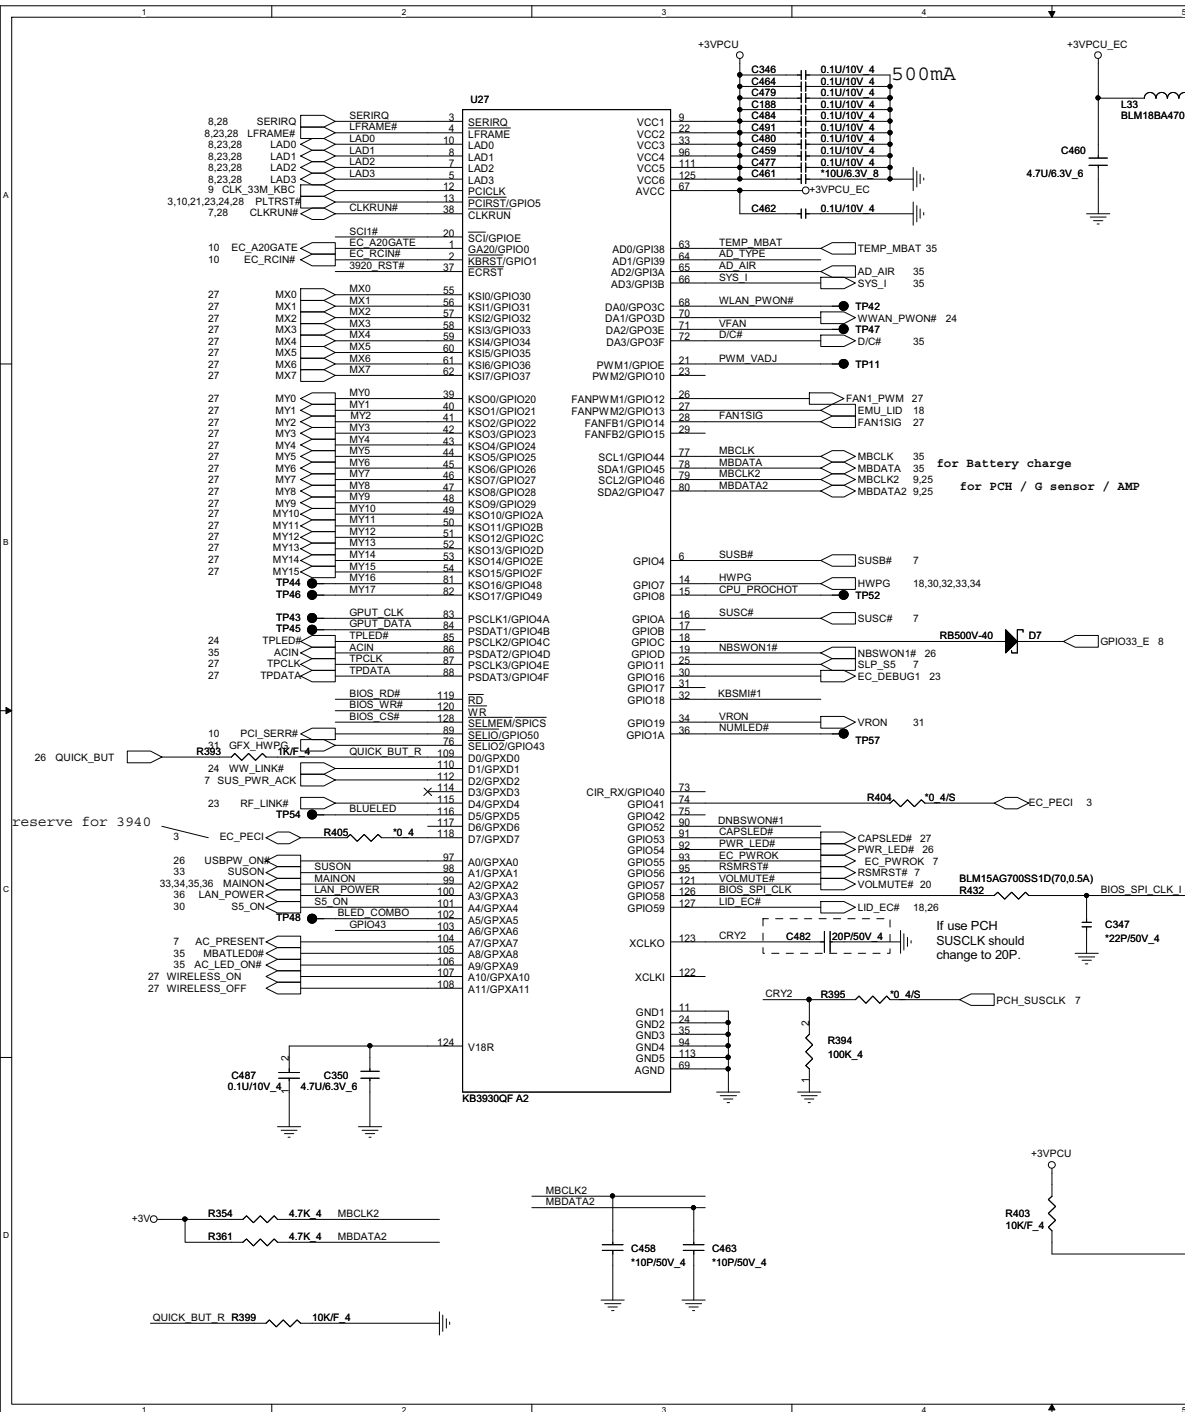 1 2 3 4 5
+3VPCU
+3VPCU_EC
500mA
C346 0.1U/10V_4
C464 0.1U/10V_4
C479 0.1U/10V_4
C188 0.1U/10V_4
C484 0.1U/10V_4
C491 0.1U/10V_4
C480 0.1U/10V_4
C459 0.1U/10V_4
C477 0.1U/10V_4
C461 *10U/6.3V_8
+3VPCU_EC
C462 0.1U/10V_4
L33
BLM18BA470
C460
4.7U/6.3V_6
U27
8,28 SERIRQ SERIRQ 3 SERIRQ
8,23,28 LFRAME# LFRAME# 4 LFRAME
8,23,28 LAD0 LAD0 10 LAD0
8,23,28 LAD1 LAD1 8 LAD1
8,23,28 LAD2 LAD2 7 LAD2
8,23,28 LAD3 LAD3 5 LAD3
9 CLK_33M_KBC 12 PCICLK
3,10,21,23,24,28 PLTRST# 13 PCIRST/GPIO5
7,28 CLKRUN# CLKRUN# 38 CLKRUN
SCI1# 20 SCI/GPIOE
10 EC_A20GATE EC_A20GATE 1 GA20/GPIO0
10 EC_RCIN# EC_RCIN# 2 KBRST/GPIO1
3920_RST# 37 ECRST
27 MX0 MX0 55 KSI0/GPIO30
27 MX1 MX1 56 KSI1/GPIO31
27 MX2 MX2 57 KSI2/GPIO32
27 MX3 MX3 58 KSI3/GPIO33
27 MX4 MX4 59 KSI4/GPIO34
27 MX5 MX5 60 KSI5/GPIO35
27 MX6 MX6 61 KSI6/GPIO36
27 MX7 MX7 62 KSI7/GPIO37
27 MY0 MY0 39 KSO0/GPIO20
27 MY1 MY1 40 KSO1/GPIO21
27 MY2 MY2 41 KSO2/GPIO22
27 MY3 MY3 42 KSO3/GPIO23
27 MY4 MY4 43 KSO4/GPIO24
27 MY5 MY5 44 KSO5/GPIO25
27 MY6 MY6 45 KSO6/GPIO26
27 MY7 MY7 46 KSO7/GPIO27
27 MY8 MY8 47 KSO8/GPIO28
27 MY9 MY9 48 KSO9/GPIO29
27 MY10 MY10 49 KSO10/GPIO2A
27 MY11 MY11 50 KSO11/GPIO2B
27 MY12 MY12 51 KSO12/GPIO2C
27 MY13 MY13 52 KSO13/GPIO2D
27 MY14 MY14 53 KSO14/GPIO2E
27 MY15 MY15 54 KSO15/GPIO2F
TP44 MY16 81 KSO16/GPIO48
TP46 MY17 82 KSO17/GPIO49
TP43 GPUT_CLK 83 PSCLK1/GPIO4A
TP45 GPUT_DATA 84 PSDAT1/GPIO4B
24 TPLED# TPLED# 85 PSCLK2/GPIO4C
35 ACIN ACIN 86 PSDAT2/GPIO4D
27 TPCLK TPCLK 87 PSCLK3/GPIO4E
27 TPDATA TPDATA 88 PSDAT3/GPIO4F
BIOS_RD# 119 RD
BIOS_WR# 120 WR
BIOS_CS# 128 SELMEM/SPICS
10 PCI_SERR# 89 SELIO/GPIO50
31 GFX_HWPG 76 SELIO2/GPIO43
26 QUICK_BUT R393 1K/F_4 QUICK_BUT_R 109 D0/GPXD0
24 WW_LINK# 110 D1/GPXD1
7 SUS_PWR_ACK 112 D2/GPXD2
114 D3/GPXD3
23 RF_LINK# 115 D4/GPXD4
TP54 BLUELED 116 D5/GPXD5
117 D6/GPXD6
reserve for 3940
3 EC_PECI R405 *0_4 118 D7/GPXD7
26 USBPW_ON# 97 A0/GPXA0
33 SUSON SUSON 98 A1/GPXA1
33,34,35,36 MAINON MAINON 99 A2/GPXA2
36 LAN_POWER LAN_POWER 100 A3/GPXA3
30 S5_ON S5_ON 101 A4/GPXA4
TP48 BLED_COMBO 102 A5/GPXA5
GPIO43 103 A6/GPXA6
7 AC_PRESENT 104 A7/GPXA7
35 MBATLED0# 105 A8/GPXA8
35 AC_LED_ON# 106 A9/GPXA9
27 WIRELESS_ON 107 A10/GPXA10
27 WIRELESS_OFF 108 A11/GPXA11
124 V18R
C487
0.1U/10V_4
2
1
C350
4.7U/6.3V_6
KB3930QF A2
VCC1 9
VCC2 22
VCC3 33
VCC4 96
VCC5 111
VCC6 125
AVCC 67
AD0/GPI38 63 TEMP_MBAT TEMP_MBAT 35
AD1/GPI39 64 AD_TYPE
AD2/GPI3A 65 AD_AIR AD_AIR 35
AD3/GPI3B 66 SYS_I SYS_I 35
DA0/GPO3C 68 WLAN_PWON# TP42
DA1/GPO3D 70 WWAN_PWON# 24
DA2/GPO3E 71 VFAN TP47
DA3/GPO3F 72 D/C# D/C# 35
PWM1/GPIOE 21 PWM_VADJ TP11
PWM2/GPIO10 23
FANPWM1/GPIO12 26 FAN1_PWM 27
FANPWM2/GPIO13 27 EMU_LID 18
FANFB1/GPIO14 28 FAN1SIG FAN1SIG 27
FANFB2/GPIO15 29
SCL1/GPIO44 77 MBCLK MBCLK 35
SDA1/GPIO45 78 MBDATA MBDATA 35 for Battery charge
SCL2/GPIO46 79 MBCLK2 MBCLK2 9,25
SDA2/GPIO47 80 MBDATA2 MBDATA2 9,25 for PCH / G sensor / AMP
GPIO4 6 SUSB# SUSB# 7
GPIO7 14 HWPG HWPG 18,30,32,33,34
GPIO8 15 CPU_PROCHOT TP52
GPIOA 16 SUSC# SUSC# 7
GPIOB 17
GPIOC 18 RB500V-40 D7 GPIO33_E 8
GPIOD 19 NBSWON1# NBSWON1# 26
GPIO11 25 SLP_S5 7
GPIO16 30 EC_DEBUG1 23
GPIO17 31
GPIO18 32 KBSMI#1
GPIO19 34 VRON VRON 31
GPIO1A 36 NUMLED# TP57
CIR_RX/GPIO40 73
GPIO41 74 R404 *0_4/S EC_PECI 3
GPIO42 75
GPIO52 90 DNBSWON#1
GPIO53 91 CAPSLED# CAPSLED# 27
GPIO54 92 PWR_LED# PWR_LED# 26
GPIO55 93 EC_PWROK EC_PWROK 7
GPIO56 95 RSMRST# RSMRST# 7
GPIO57 121 VOLMUTE# VOLMUTE# 20
GPIO58 126 BIOS_SPI_CLK R432 BLM15AG700SS1D(70,0.5A) BIOS_SPI_CLK_I
GPIO59 127 LID_EC# LID_EC# 18,26
C347
*22P/50V_4
XCLKO 123 CRY2 C482 20P/50V_4
If use PCH
SUSCLK should
change to 20P.
XCLKI 122
CRY2 R395 *0_4/S PCH_SUSCLK 7
R394
100K_4
2
1
GND1 11
GND2 24
GND3 35
GND4 94
GND5 113
AGND 69
+3V R354 4.7K_4 MBCLK2
R361 4.7K_4 MBDATA2
MBCLK2
MBDATA2
C458
*10P/50V_4
C463
*10P/50V_4
+3VPCU
R403
10K/F_4
QUICK_BUT_R R399 10K/F_4
A
B
C
D
1 2 3 4 5